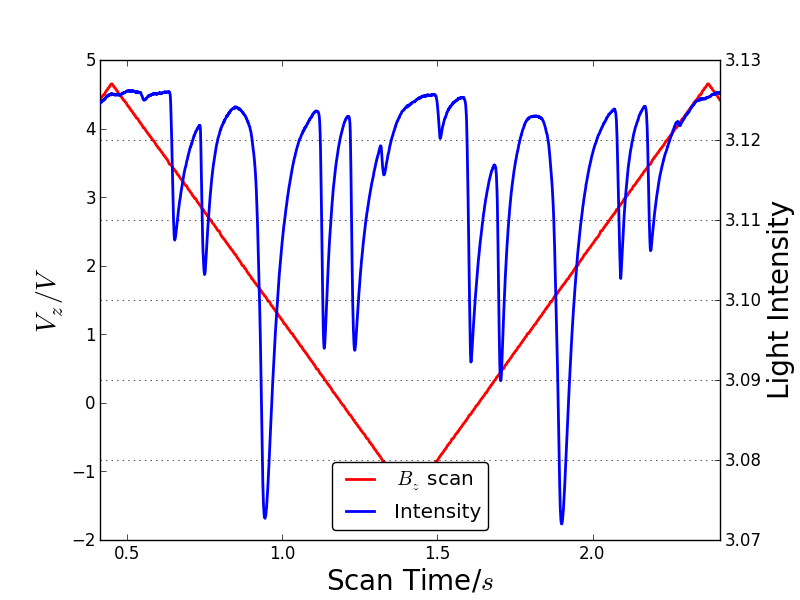 5
4
3
2
1
0
−1
−2
V_z/V
3.13
3.12
3.11
3.10
3.09
3.08
3.07
Light Intensity
B_z scan
Intensity
0.5 1.0 1.5 2.0
Scan Time/s